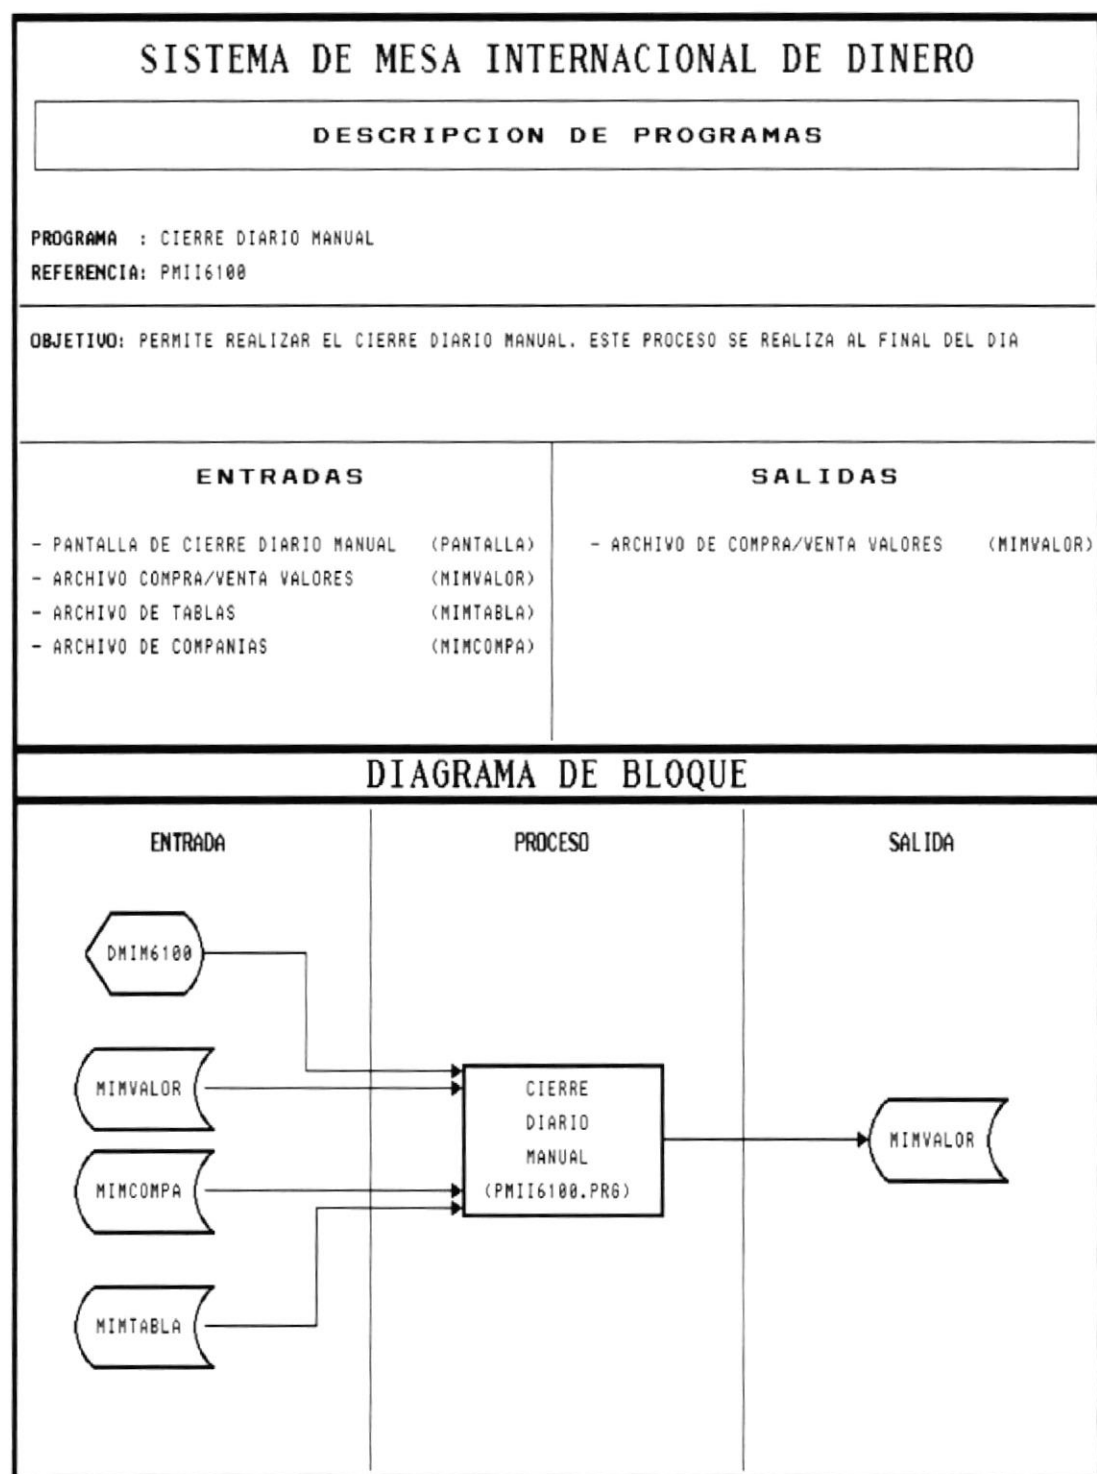 SISTEMA DE MESA INTERNACIONAL DE DINERO
DESCRIPCION DE PROGRAMAS
PROGRAMA : CIERRE DIARIO MANUAL
REFERENCIA: PMII6100
OBJETIVO: PERMITE REALIZAR EL CIERRE DIARIO MANUAL. ESTE PROCESO SE REALIZA AL FINAL DEL DIA
ENTRADAS
- PANTALLA DE CIERRE DIARIO MANUAL (PANTALLA)
- ARCHIVO COMPRA/VENTA VALORES (MIMVALOR)
- ARCHIVO DE TABLAS (MIMTABLA)
- ARCHIVO DE COMPANIAS (MIMCOMPA)
SALIDAS
- ARCHIVO DE COMPRA/VENTA VALORES (MIMVALOR)
DIAGRAMA DE BLOQUE
ENTRADA
PROCESO
SALIDA
DMIM6100
MIMVALOR
MIMCOMPA
MIMTABLA
CIERRE
DIARIO
MANUAL
(PMII6100.PRG)
MIMVALOR